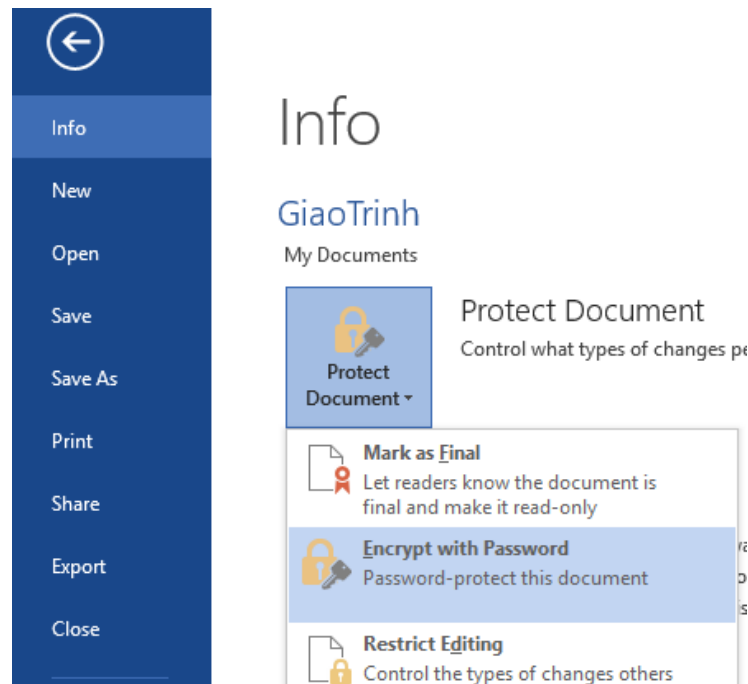 Info
New
Open
Save
Save As
Print
Share
Export
Close
Info
GiaoTrinh
My Documents
Protect
Document
Protect Document
Control what types of changes
Mark as Final
Let readers know the document is
final and make it read-only
Encrypt with Password
Password-protect this document
Restrict Editing
Control the types of changes others